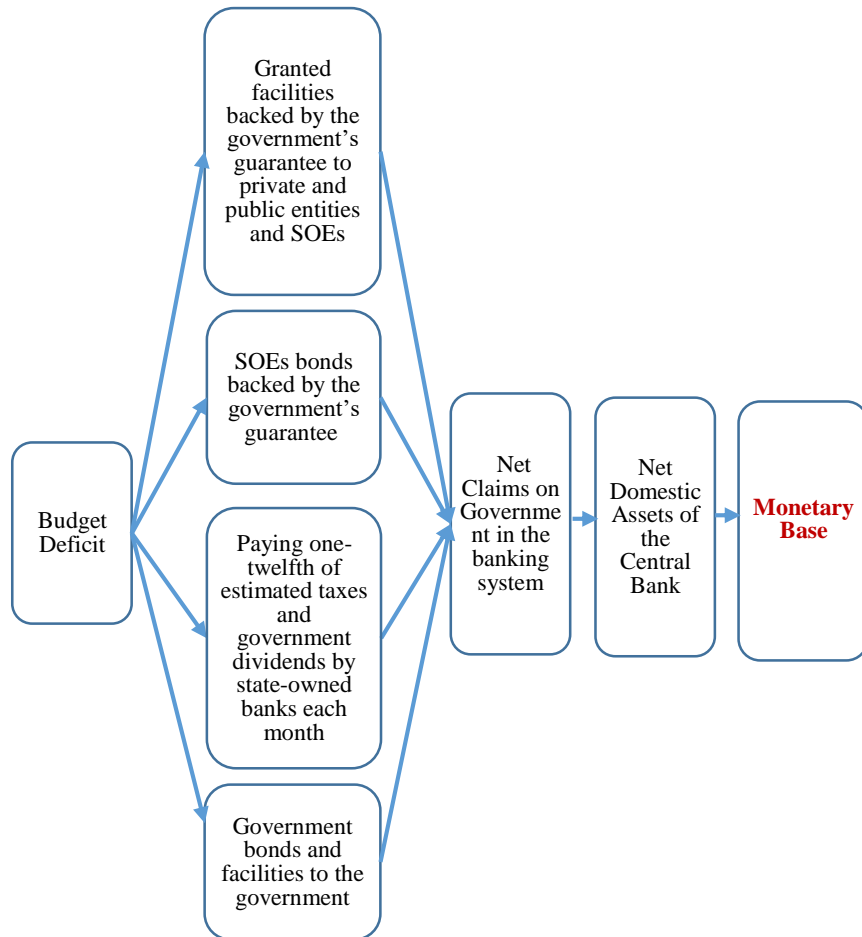 Granted
facilities
backed by the
government's
guarantee to
private and
public entities
and SOEs
SOEs bonds
backed by the
government's
guarantee
Budget
Deficit
Paying one-
twelfth of
estimated taxes
and
government
dividends by
state-owned
banks each
month
Government
bonds and
facilities to the
government
Net
Claims on
Governme
nt in the
banking
system
Net
Domestic
Assets of
the
Central
Bank
Monetary
Base